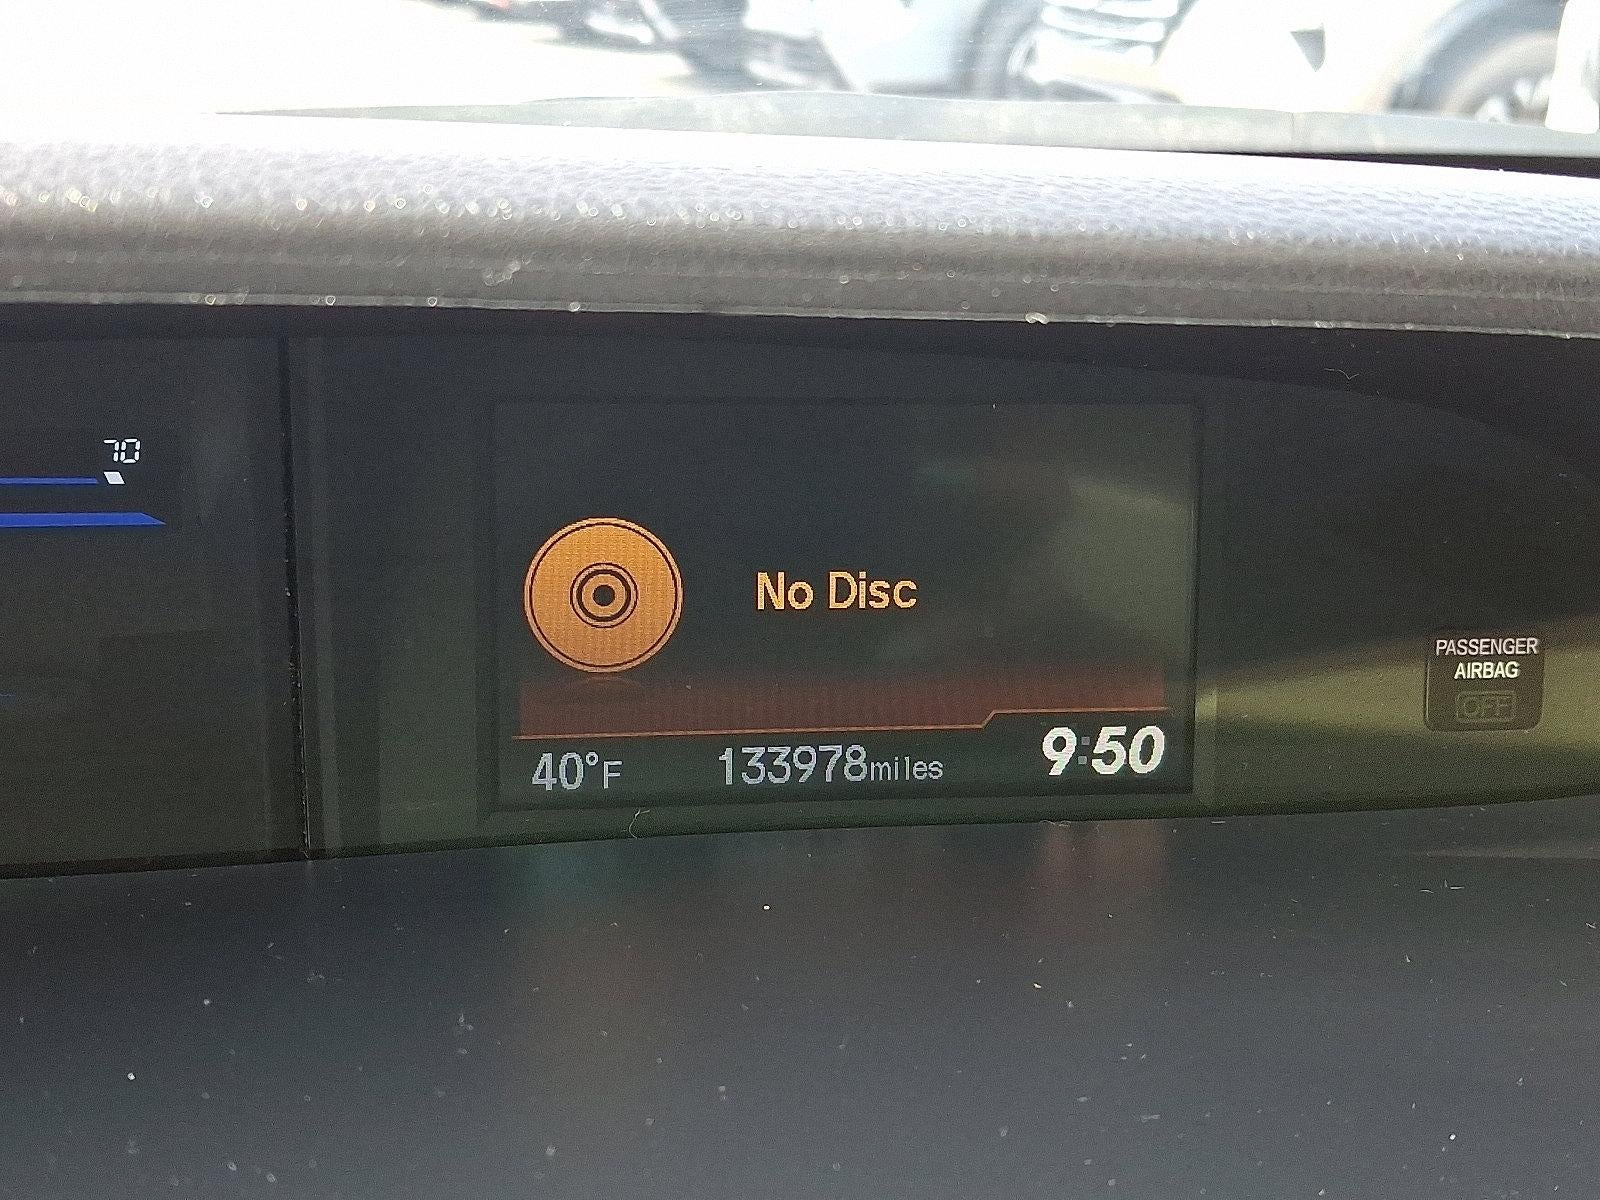 70
No Disc
PASSENGER
AIRBAG
OFF
40°F 133978miles 9:50